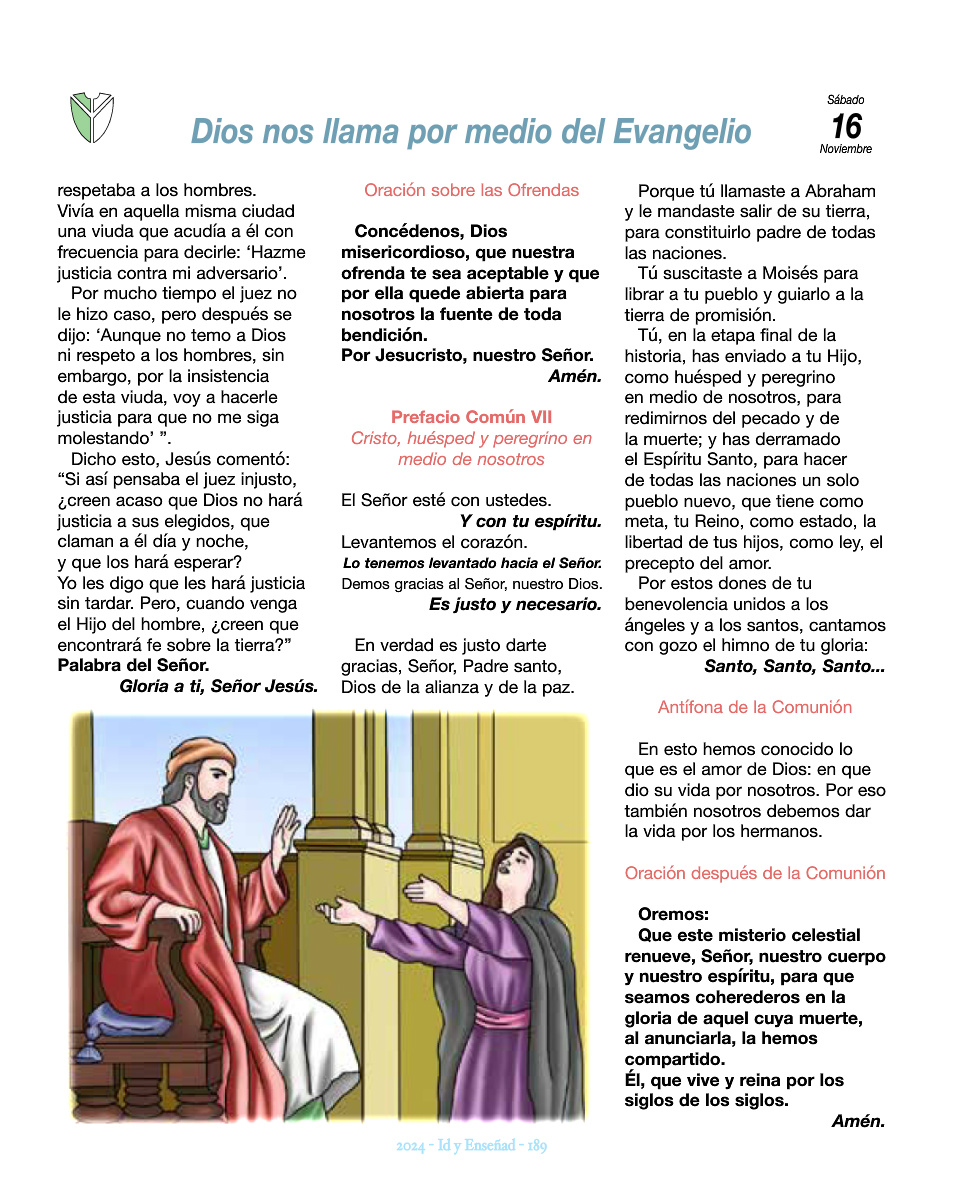 Dios nos llama por medio del Evangelio
Sábado
16
Noviembre
respetaba a los hombres.
Vivía en aquella misma ciudad
una viuda que acudía a él con
frecuencia para decirle: ‘Hazme
justicia contra mi adversario’.
Por mucho tiempo el juez no
le hizo caso, pero después se
dijo: ‘Aunque no temo a Dios
ni respeto a los hombres, sin
embargo, por la insistencia
de esta viuda, voy a hacerle
justicia para que no me siga
molestando’ ”.
Dicho esto, Jesús comentó:
“Si así pensaba el juez injusto,
¿creen acaso que Dios no hará
justicia a sus elegidos, que
claman a él día y noche,
y que los hará esperar?
Yo les digo que les hará justicia
sin tardar. Pero, cuando venga
el Hijo del hombre, ¿creen que
encontrará fe sobre la tierra?”
Palabra del Señor.
Gloria a ti, Señor Jesús.
Oración sobre las Ofrendas
Concédenos, Dios
misericordioso, que nuestra
ofrenda te sea aceptable y que
por ella quede abierta para
nosotros la fuente de toda
bendición.
Por Jesucristo, nuestro Señor.
Amén.
Prefacio Común VII
Cristo, huésped y peregrino en
medio de nosotros
El Señor esté con ustedes.
Y con tu espíritu.
Levantemos el corazón.
Lo tenemos levantado hacia el Señor.
Demos gracias al Señor, nuestro Dios.
Es justo y necesario.
En verdad es justo darte
gracias, Señor, Padre santo,
Dios de la alianza y de la paz.
Porque tú llamaste a Abraham
y le mandaste salir de su tierra,
para constituirlo padre de todas
las naciones.
Tú suscitaste a Moisés para
librar a tu pueblo y guiarlo a la
tierra de promisión.
Tú, en la etapa final de la
historia, has enviado a tu Hijo,
como huésped y peregrino
en medio de nosotros, para
redimirnos del pecado y de
la muerte; y has derramado
el Espíritu Santo, para hacer
de todas las naciones un solo
pueblo nuevo, que tiene como
meta, tu Reino, como estado, la
libertad de tus hijos, como ley, el
precepto del amor.
Por estos dones de tu
benevolencia unidos a los
ángeles y a los santos, cantamos
con gozo el himno de tu gloria:
Santo, Santo, Santo...
Antífona de la Comunión
En esto hemos conocido lo
que es el amor de Dios: en que
dio su vida por nosotros. Por eso
también nosotros debemos dar
la vida por los hermanos.
Oración después de la Comunión
Oremos:
Que este misterio celestial
renueve, Señor, nuestro cuerpo
y nuestro espíritu, para que
seamos coherederos en la
gloria de aquel cuya muerte,
al anunciarla, la hemos
compartido.
Él, que vive y reina por los
siglos de los siglos.
Amén.
2024 - Id y Enseñad - 189